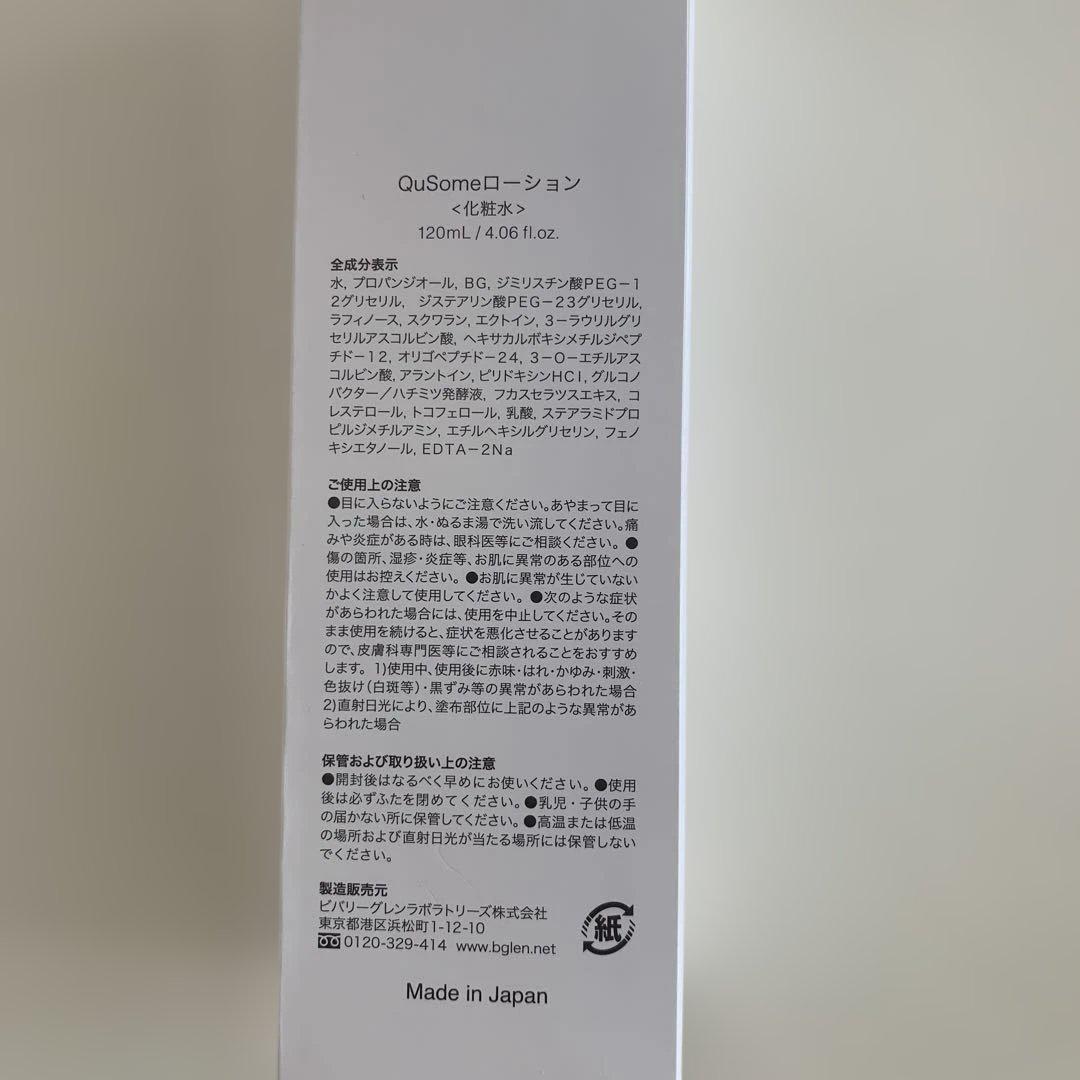 QuSomeローション
<化粧水>
120mL / 4.06 fl.oz.
全成分表示
水, プロパンジオール, BG, ジミリスチン酸PEG－1
2グリセリル, ジステアリン酸PEG－23グリセリル,
ラフィノース, スクワラン, エクトイン, 3－ラウリルグリ
セリルアスコルビン酸, ヘキサカルボキシメチルジペプ
チド－12, オリゴペプチド－24, 3－O－エチルアス
コルビン酸, アラントイン, ピリドキシンHCI, グルコノ
バクター／ハチミツ発酵液, フカスセラツスエキス, コ
レステロール, トコフェロール, 乳酸, ステアラミドプロ
ピルジメチルアミン, エチルヘキシルグリセリン, フェノ
キシエタノール, EDTA－2Na
ご使用上の注意
●目に入らないようにご注意ください。あやまって目に
入った場合は、水・ぬるま湯で洗い流してください。痛
みや炎症がある時は、眼科医等にご相談ください。 ●
傷の箇所、湿疹・炎症等、お肌に異常のある部位への
使用はお控えください。 ●お肌に異常が生じていない
かよく注意して使用してください。 ●次のような症状
があらわれた場合には、使用を中止してください。その
まま使用を続けると、症状を悪化させることがあります
ので、皮膚科専門医等にご相談されることをおすすめ
します。 1)使用中、使用後に赤味・はれ・かゆみ・刺激・
色抜け(白斑等)・黒ずみ等の異常があらわれた場合
2)直射日光により、塗布部位に上記のような異常があ
らわれた場合
保管および取り扱い上の注意
●開封後はなるべく早めにお使いください。●使用
後は必ずふたを閉めてください。●乳児・子供の手
の届かない所に保管してください。●高温または低温
の場所および直射日光が当たる場所には保管しない
でください。
製造販売元
ビバリーグレンラボラトリーズ株式会社
東京都港区浜松町1-12-10
0120-329-414 www.bglen.net
紙
Made in Japan